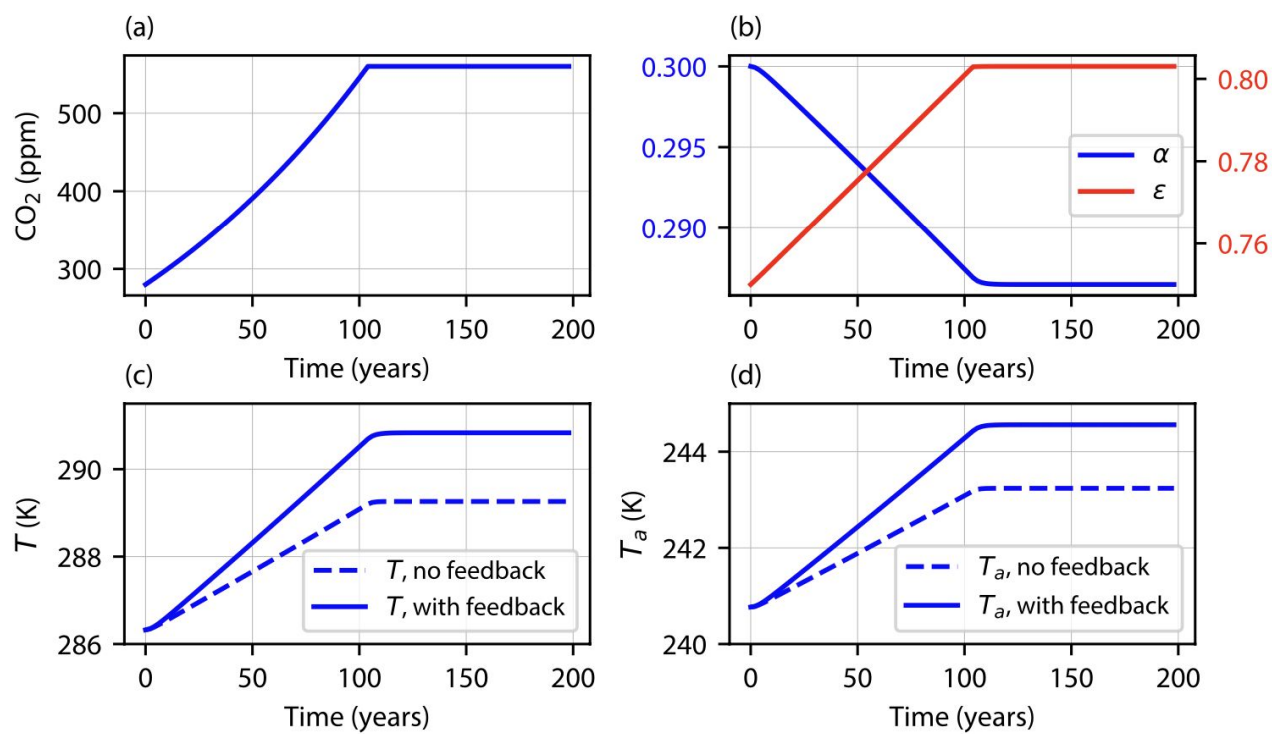 (a)
CO₂ (ppm)
500
400
300
0 50 100 150 200
Time (years)
(b)
0.300
0.295
0.290
0.80
0.78
0.76
α
ε
0 50 100 150 200
Time (years)
(c)
T (K)
290
288
286
T, no feedback
T, with feedback
0 50 100 150 200
Time (years)
(d)
Tₐ (K)
244
242
240
Tₐ, no feedback
Tₐ, with feedback
0 50 100 150 200
Time (years)